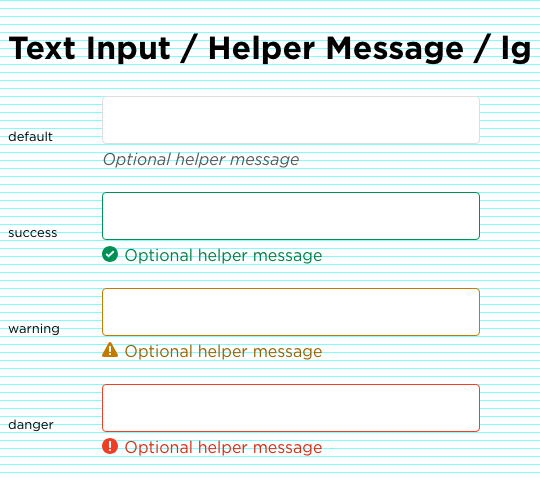 Text Input / Helper Message / lg
default
Optional helper message
success
Optional helper message
warning
Optional helper message
danger
Optional helper message